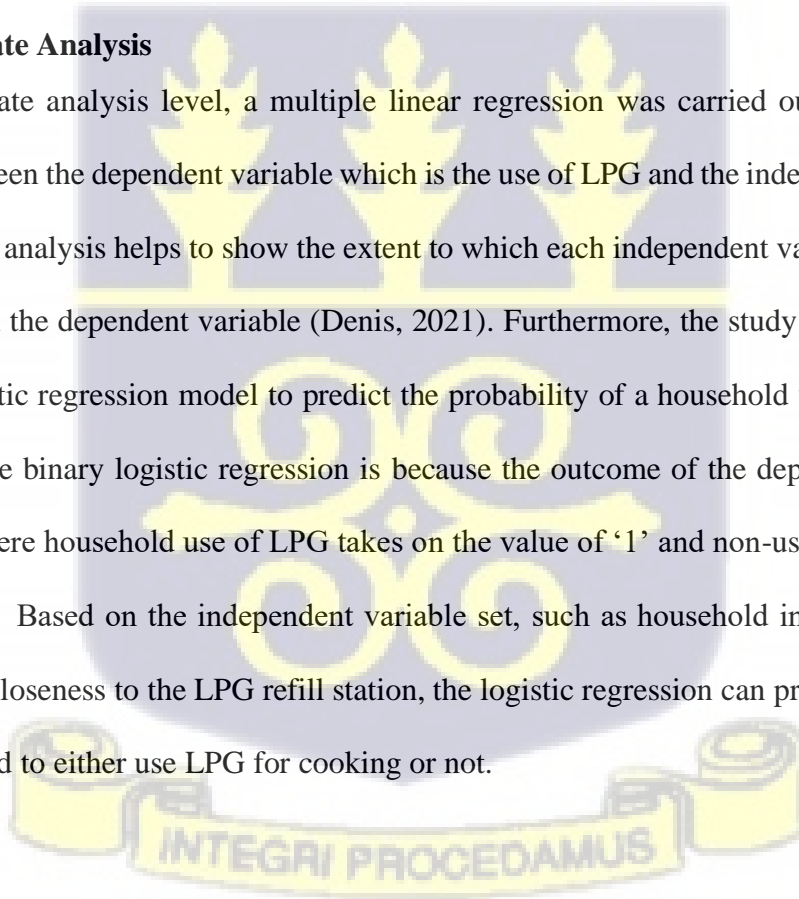 ate Analysis
ate analysis level, a multiple linear regression was carried ou
een the dependent variable which is the use of LPG and the inde
analysis helps to show the extent to which each independent va
the dependent variable (Denis, 2021). Furthermore, the study
tic regression model to predict the probability of a household
e binary logistic regression is because the outcome of the dep
ere household use of LPG takes on the value of ‘1’ and non-us
Based on the independent variable set, such as household in
loseness to the LPG refill station, the logistic regression can pr
d to either use LPG for cooking or not.
INTEGRI PROCEDAMUS